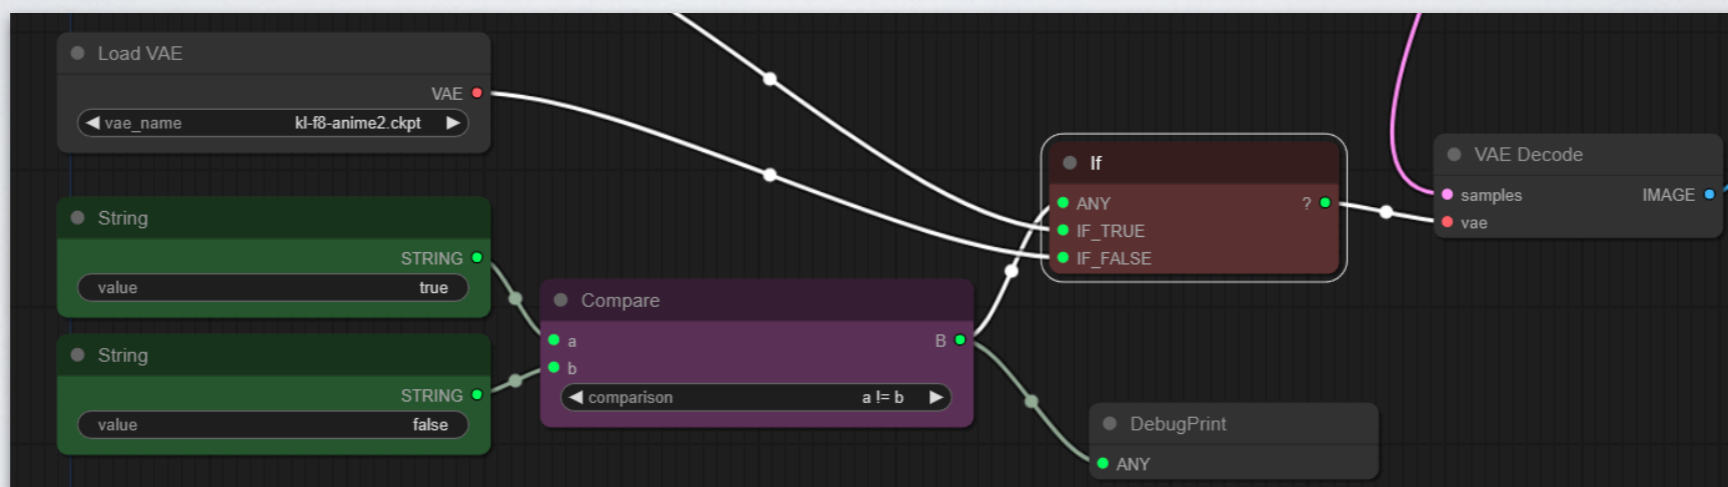 Load VAE
VAE
vae_name kl-f8-anime2.ckpt
String
STRING
value true
String
STRING
value false
Compare
a B
b
comparison a != b
If
ANY ?
IF_TRUE
IF_FALSE
DebugPrint
ANY
VAE Decode
samples IMAGE
vae